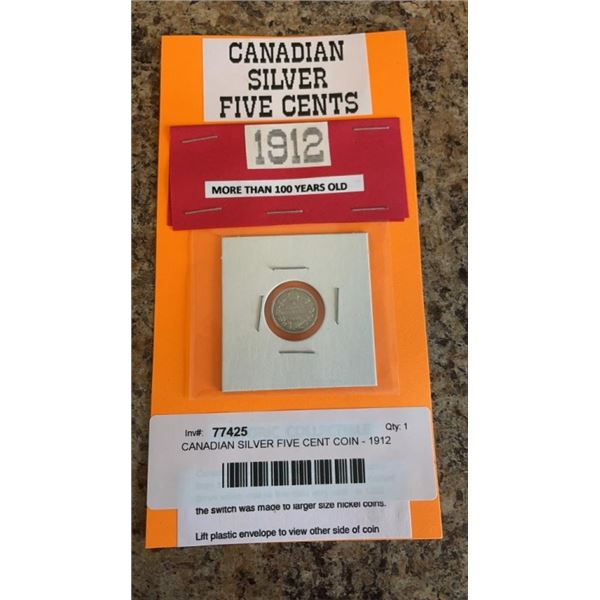 CANADIAN
SILVER
FIVE CENTS
1912
MORE THAN 100 YEARS OLD
Inv#: 77425 Qty: 1
CANADIAN SILVER FIVE CENT COIN - 1912
COLLECTIBLE
the switch was made to larger size nickel coins.
Lift plastic envelope to view other side of coin